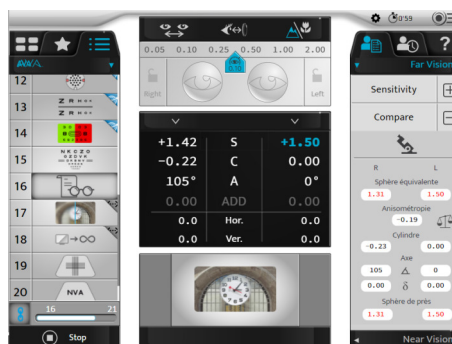 0:59
AVA/A
12
13
Z R H S V
14
15
N K C Z O
16
17
18
→∞
19
20
NVA
16
21
Stop
0.05 0.10 0.25 0.50 1.00 2.00
0.10
Right
Left
+1.42 S +1.50
−0.22 C 0.00
105° A 0°
0.00 ADD 0.00
0.0 Hor. 0.0
0.0 Ver. 0.0
?
Far Vision
Sensitivity +
Compare −
R L
Sphère équivalente
1.31 1.50
Anisométropie
−0.19
Cylindre
−0.23 0.00
Axe
105 0
0.00 δ 0.00
Sphère de près
1.31 1.50
Near Vision